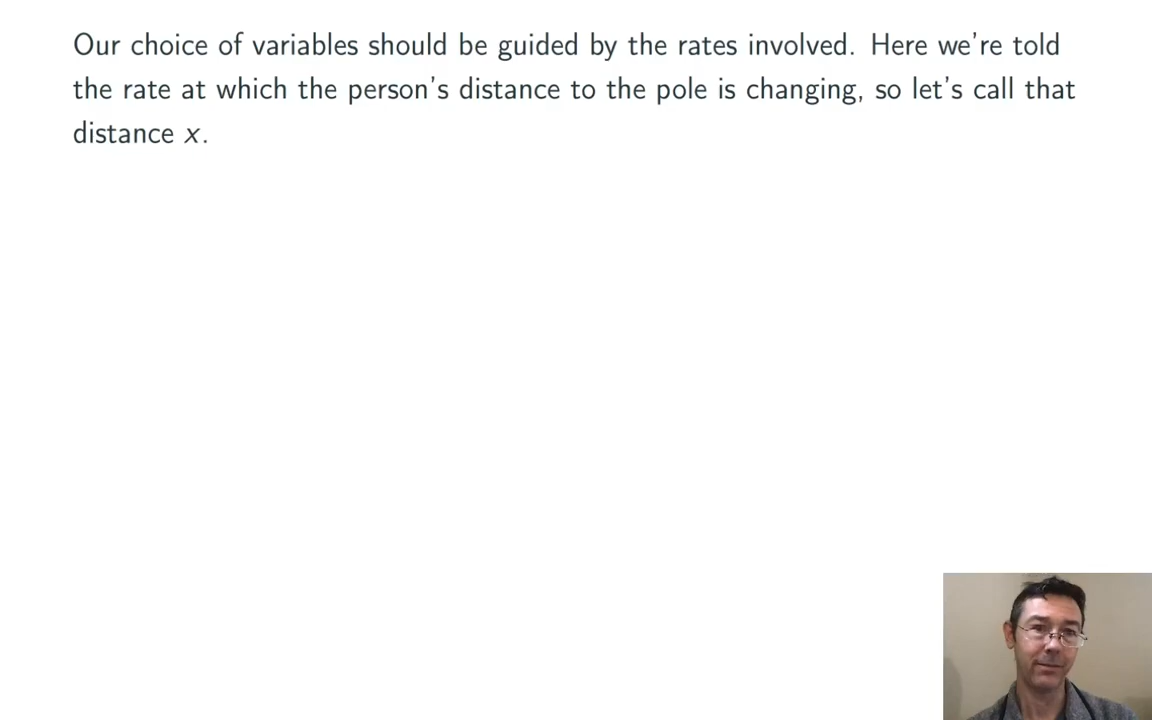 Our choice of variables should be guided by the rates involved. Here we're told
the rate at which the person's distance to the pole is changing, so let's call that
distance x.